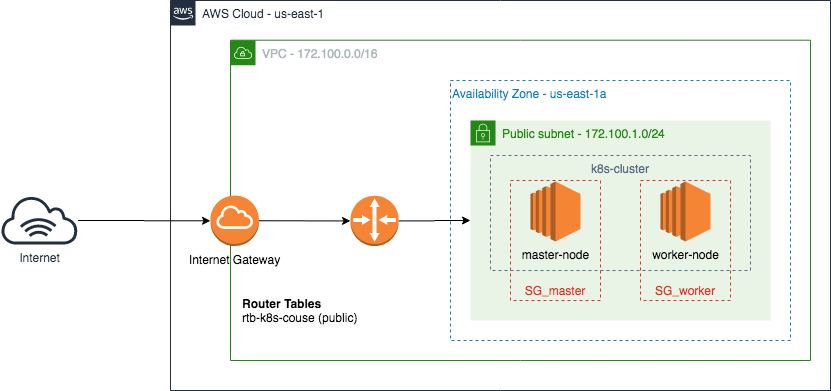 aws
AWS Cloud - us-east-1
VPC - 172.100.0.0/16
Availability Zone - us-east-1a
Public subnet - 172.100.1.0/24
k8s-cluster
master-node
worker-node
Internet
Internet Gateway
SG_master
SG_worker
Router Tables
rtb-k8s-couse (public)